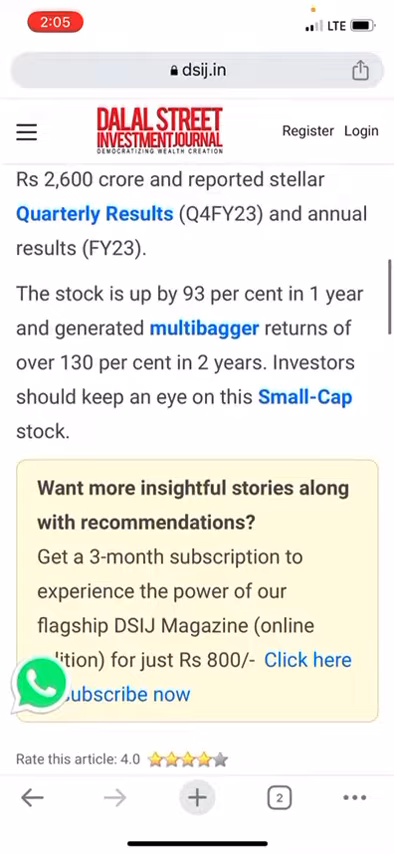 2:05
LTE
dsij.in
DALAL STREET
INVESTMENT JOURNAL
DEMOCRATIZING WEALTH CREATION
Register Login
Rs 2,600 crore and reported stellar
Quarterly Results (Q4FY23) and annual
results (FY23).
The stock is up by 93 per cent in 1 year
and generated multibagger returns of
over 130 per cent in 2 years. Investors
should keep an eye on this Small-Cap
stock.
Want more insightful stories along
with recommendations?
Get a 3-month subscription to
experience the power of our
flagship DSIJ Magazine (online
ition) for just Rs 800/- Click here
ubscribe now
Rate this article: 4.0
2